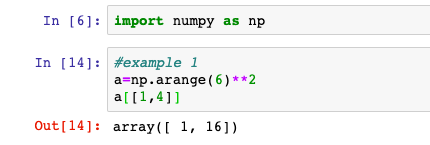 In [6]: import numpy as np
In [14]: #example 1
a=np.arange(6)**2
a[[1,4]]
Out[14]: array([ 1, 16])